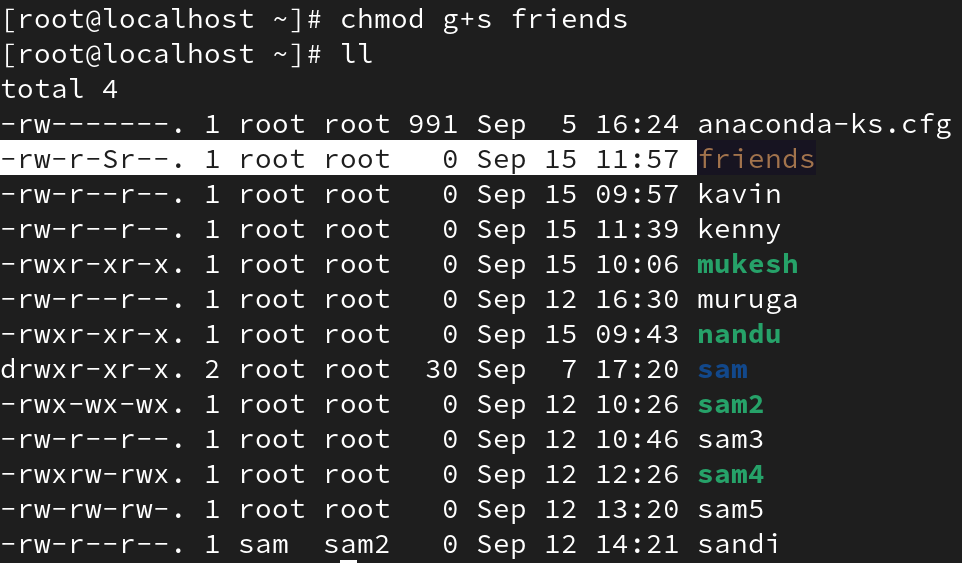 [root@localhost ~]# chmod g+s friends
[root@localhost ~]# ll
total 4
-rw-------. 1 root root 991 Sep  5 16:24 anaconda-ks.cfg
-rw-r-Sr--. 1 root root   0 Sep 15 11:57 friends
-rw-r--r--. 1 root root   0 Sep 15 09:57 kavin
-rw-r--r--. 1 root root   0 Sep 15 11:39 kenny
-rwxr-xr-x. 1 root root   0 Sep 15 10:06 mukesh
-rw-r--r--. 1 root root   0 Sep 12 16:30 muruga
-rwxr-xr-x. 1 root root   0 Sep 15 09:43 nandu
drwxr-xr-x. 2 root root  30 Sep  7 17:20 sam
-rwx-wx-wx. 1 root root   0 Sep 12 10:26 sam2
-rw-r--r--. 1 root root   0 Sep 12 10:46 sam3
-rwxrw-rwx. 1 root root   0 Sep 12 12:26 sam4
-rw-rw-rw-. 1 root root   0 Sep 12 13:20 sam5
-rw-r--r--. 1 sam  sam2   0 Sep 12 14:21 sandi